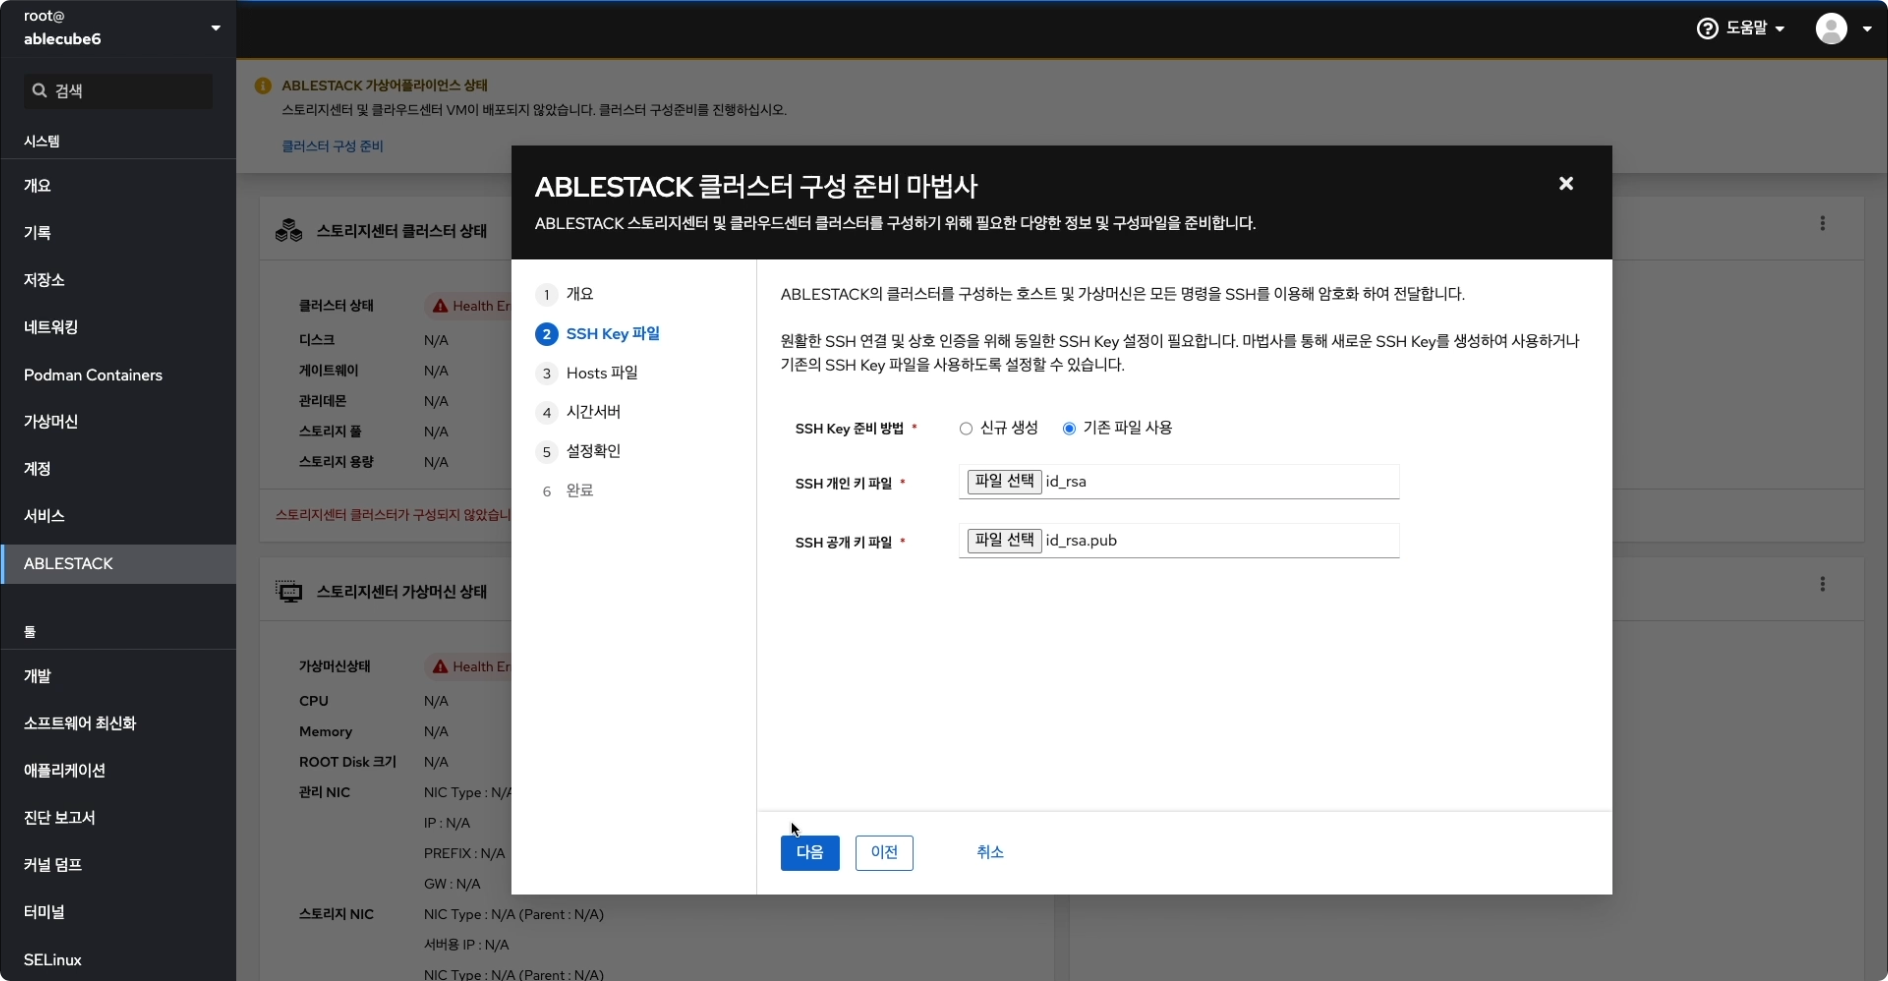 root@
ablecube6
도움말
검색
시스템
개요
기록
저장소
네트워킹
Podman Containers
가상머신
계정
서비스
ABLESTACK
툴
개발
소프트웨어 최신화
애플리케이션
진단 보고서
커널 덤프
터미널
SELinux
ABLESTACK 가상어플라이언스 상태
스토리지센터 및 클라우드센터 VM이 배포되지 않았습니다. 클러스터 구성준비를 진행하십시오.
클러스터 구성 준비
스토리지센터 클러스터 상태
클러스터 상태 Health Er
디스크 N/A
게이트웨이 N/A
관리데몬 N/A
스토리지 풀 N/A
스토리지 용량 N/A
스토리지센터 클러스터가 구성되지 않았습니
스토리지센터 가상머신 상태
가상머신상태 Health Er
CPU N/A
Memory N/A
ROOT Disk 크기 N/A
관리 NIC NIC Type : N/A
IP : N/A
PREFIX : N/A
GW : N/A
스토리지 NIC NIC Type : N/A (Parent : N/A)
서버용 IP : N/A
NIC Type : N/A (Parent : N/A)
ABLESTACK 클러스터 구성 준비 마법사
ABLESTACK 스토리지센터 및 클라우드센터 클러스터를 구성하기 위해 필요한 다양한 정보 및 구성파일을 준비합니다.
1 개요
2 SSH Key 파일
3 Hosts 파일
4 시간서버
5 설정확인
6 완료
ABLESTACK의 클러스터를 구성하는 호스트 및 가상머신은 모든 명령을 SSH를 이용해 암호화 하여 전달합니다.
원활한 SSH 연결 및 상호 인증을 위해 동일한 SSH Key 설정이 필요합니다. 마법사를 통해 새로운 SSH Key를 생성하여 사용하거나
기존의 SSH Key 파일을 사용하도록 설정할 수 있습니다.
SSH Key 준비 방법 * 신규 생성 기존 파일 사용
SSH 개인 키 파일 * 파일 선택 id_rsa
SSH 공개 키 파일 * 파일 선택 id_rsa.pub
다음 이전 취소